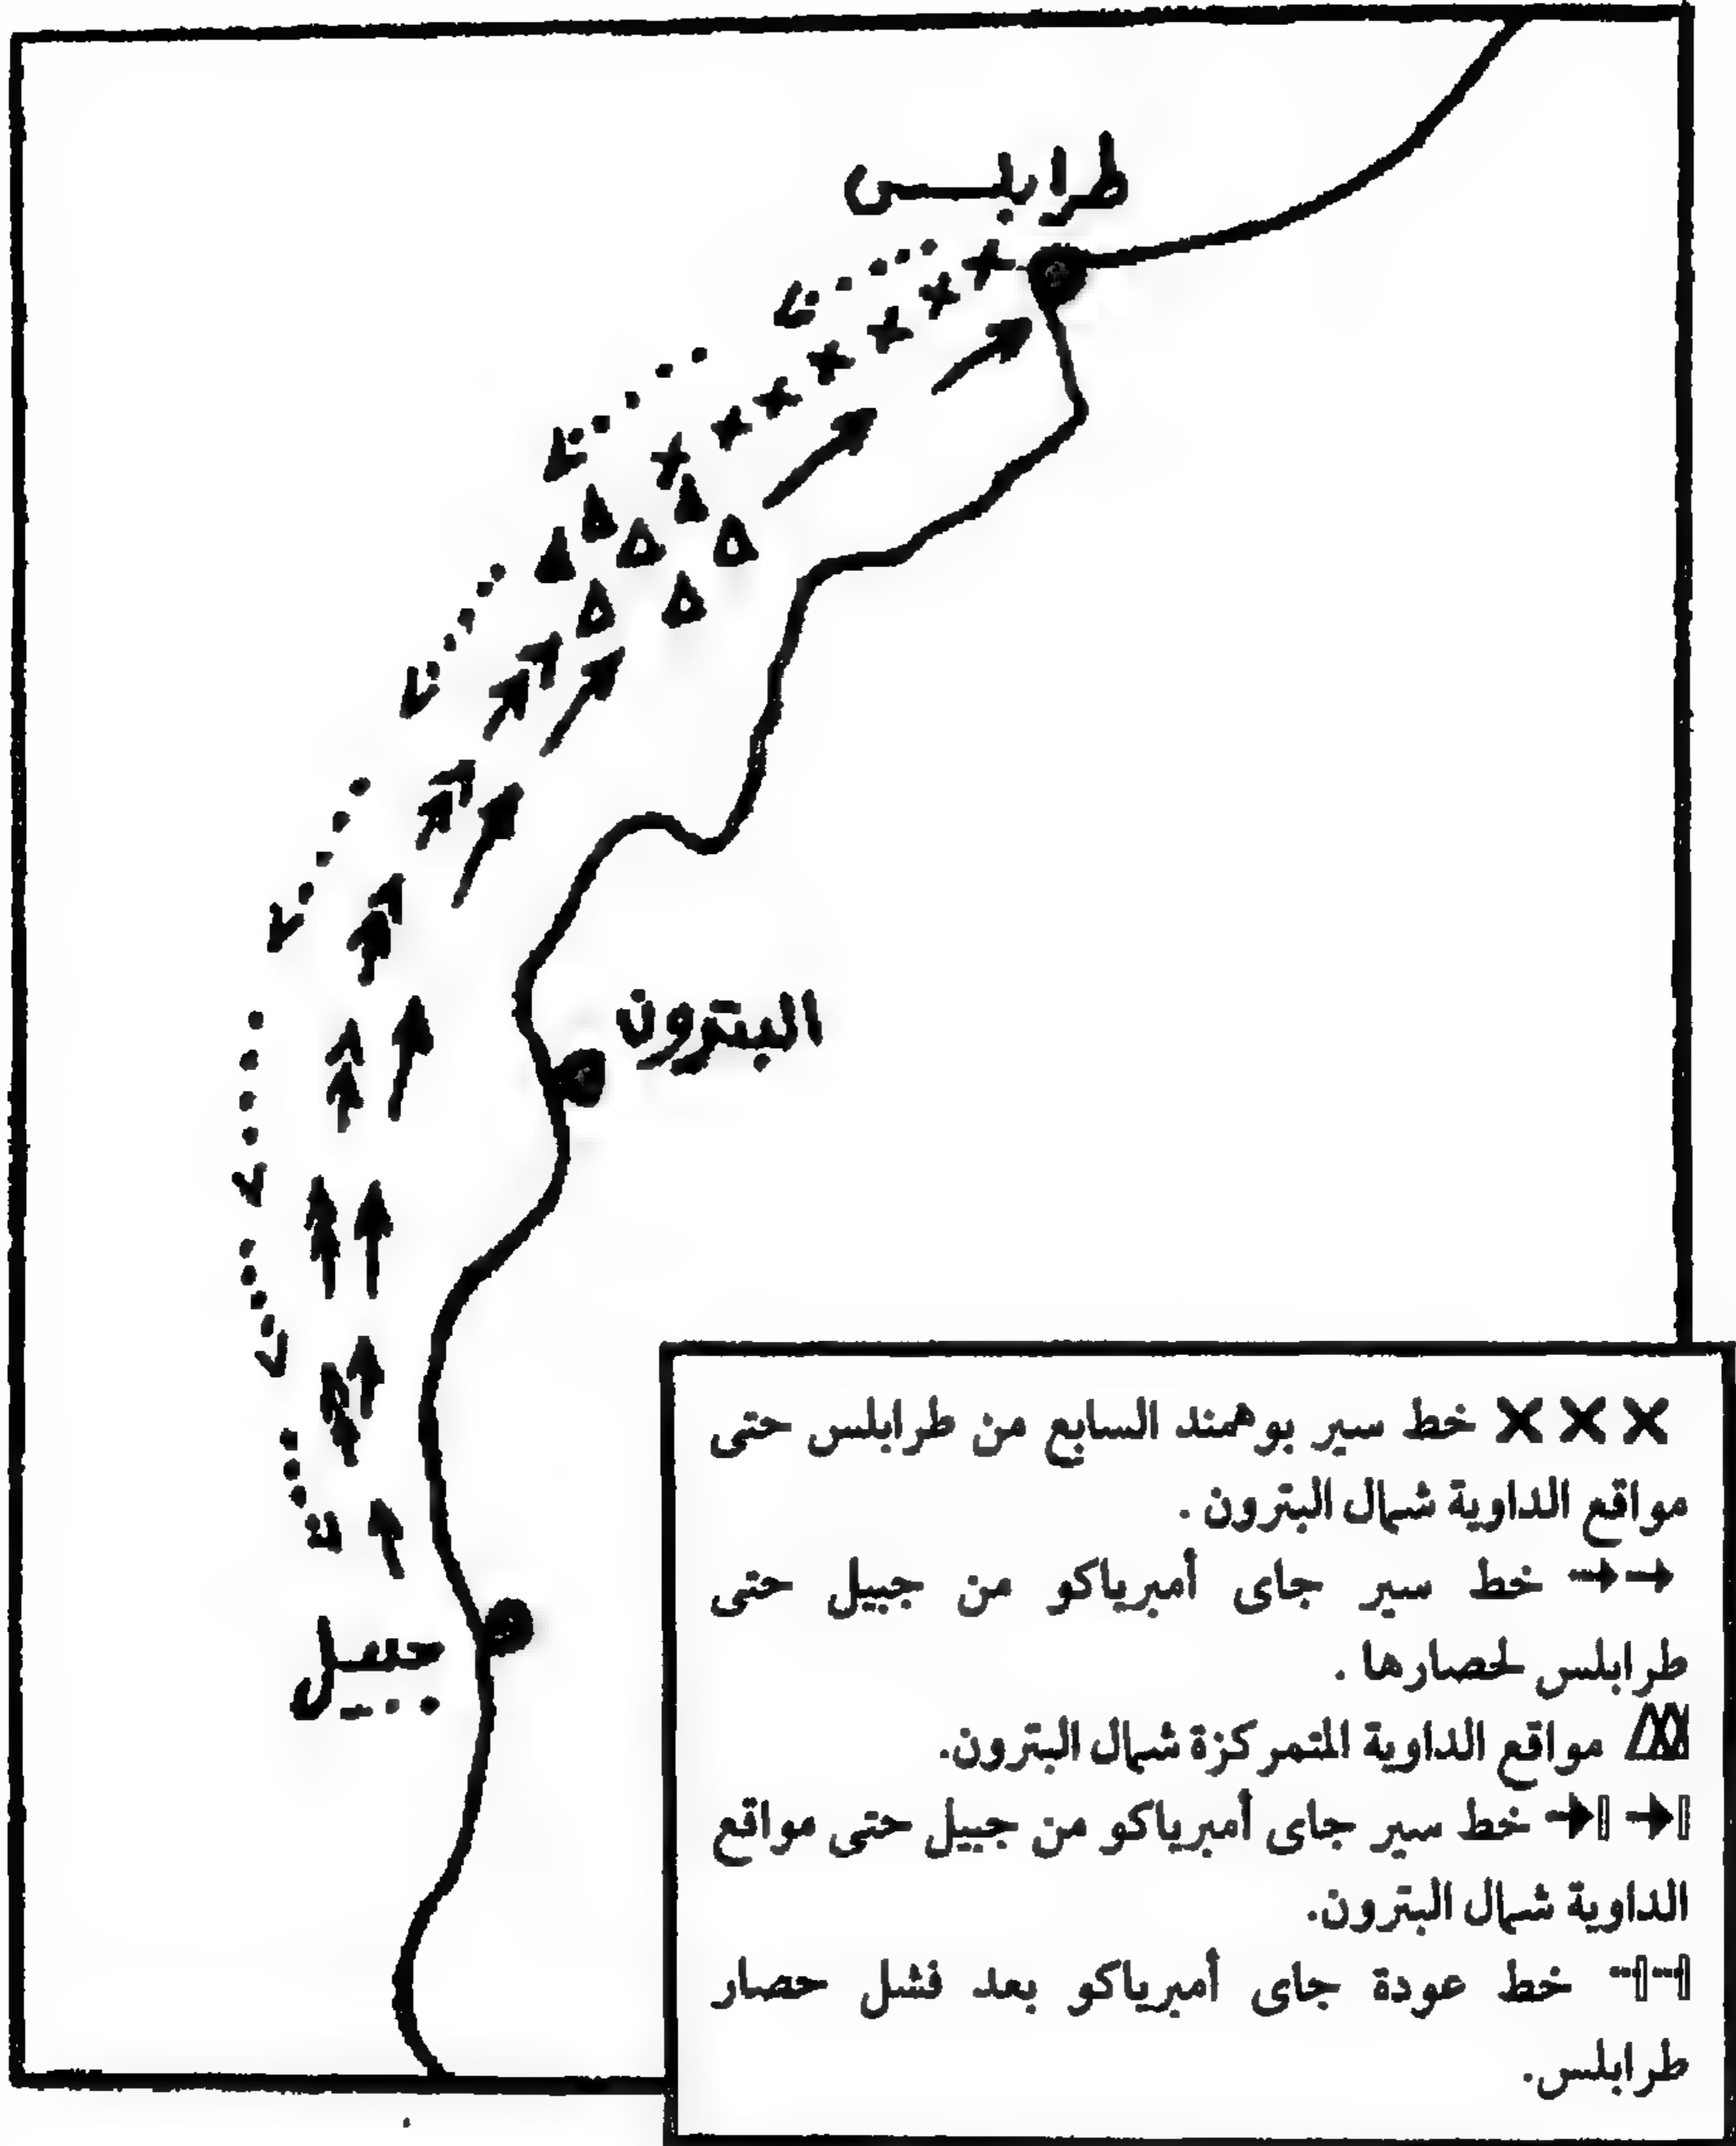 طرابلس
البترون
جبيل
خط سير بوهمند السابع من طرابلس حتى
مواقع الداوية شمال البترون .
خط سير جاى أمبرياكو من جبيل حتى
طرابلس لحصارها .
مواقع الداوية المتمركزة شمال البترون.
خط سير جاى أمبرياكو من جبيل حتى مواقع
الداوية شمال البترون.
خط عودة جاى أمبرياكو بعد فشل حصار
طرابلس.